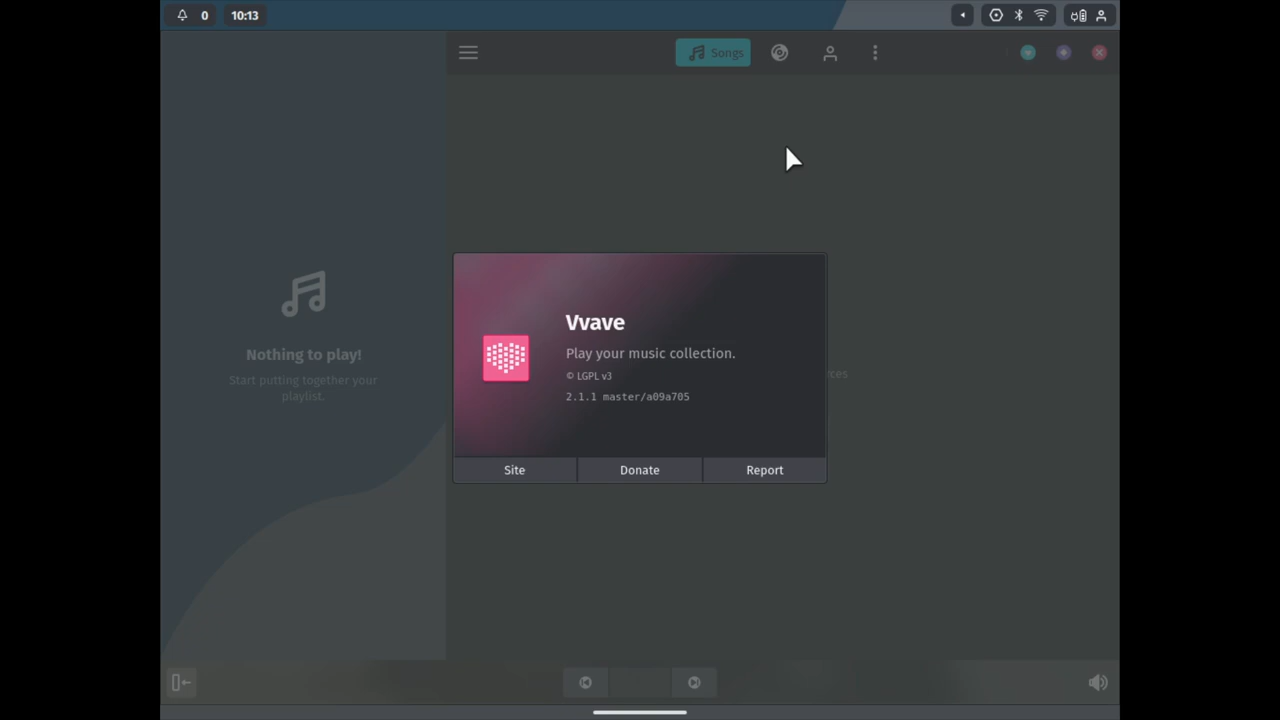 0
10:13
Songs
Nothing to play!
Start putting together your
playlist.
Vvave
Play your music collection.
© LGPL v3
2.1.1 master/a09a705
Site
Donate
Report